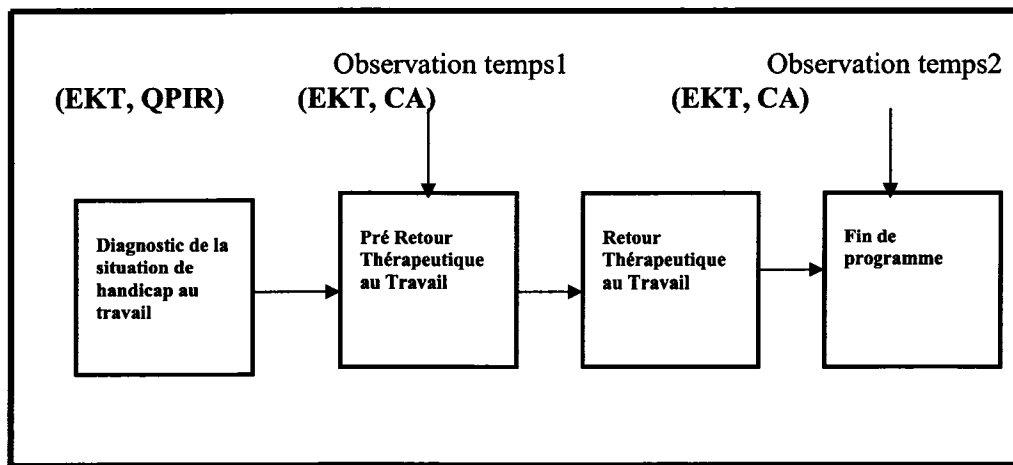 Observation temps1 Observation temps2
(EKT, QPIR) (EKT, CA) (EKT, CA)
Diagnostic de la
situation de
handicap au
travail
Pré Retour
Thérapeutique
au Travail
Retour
Thérapeutique
au Travail
Fin de
programme